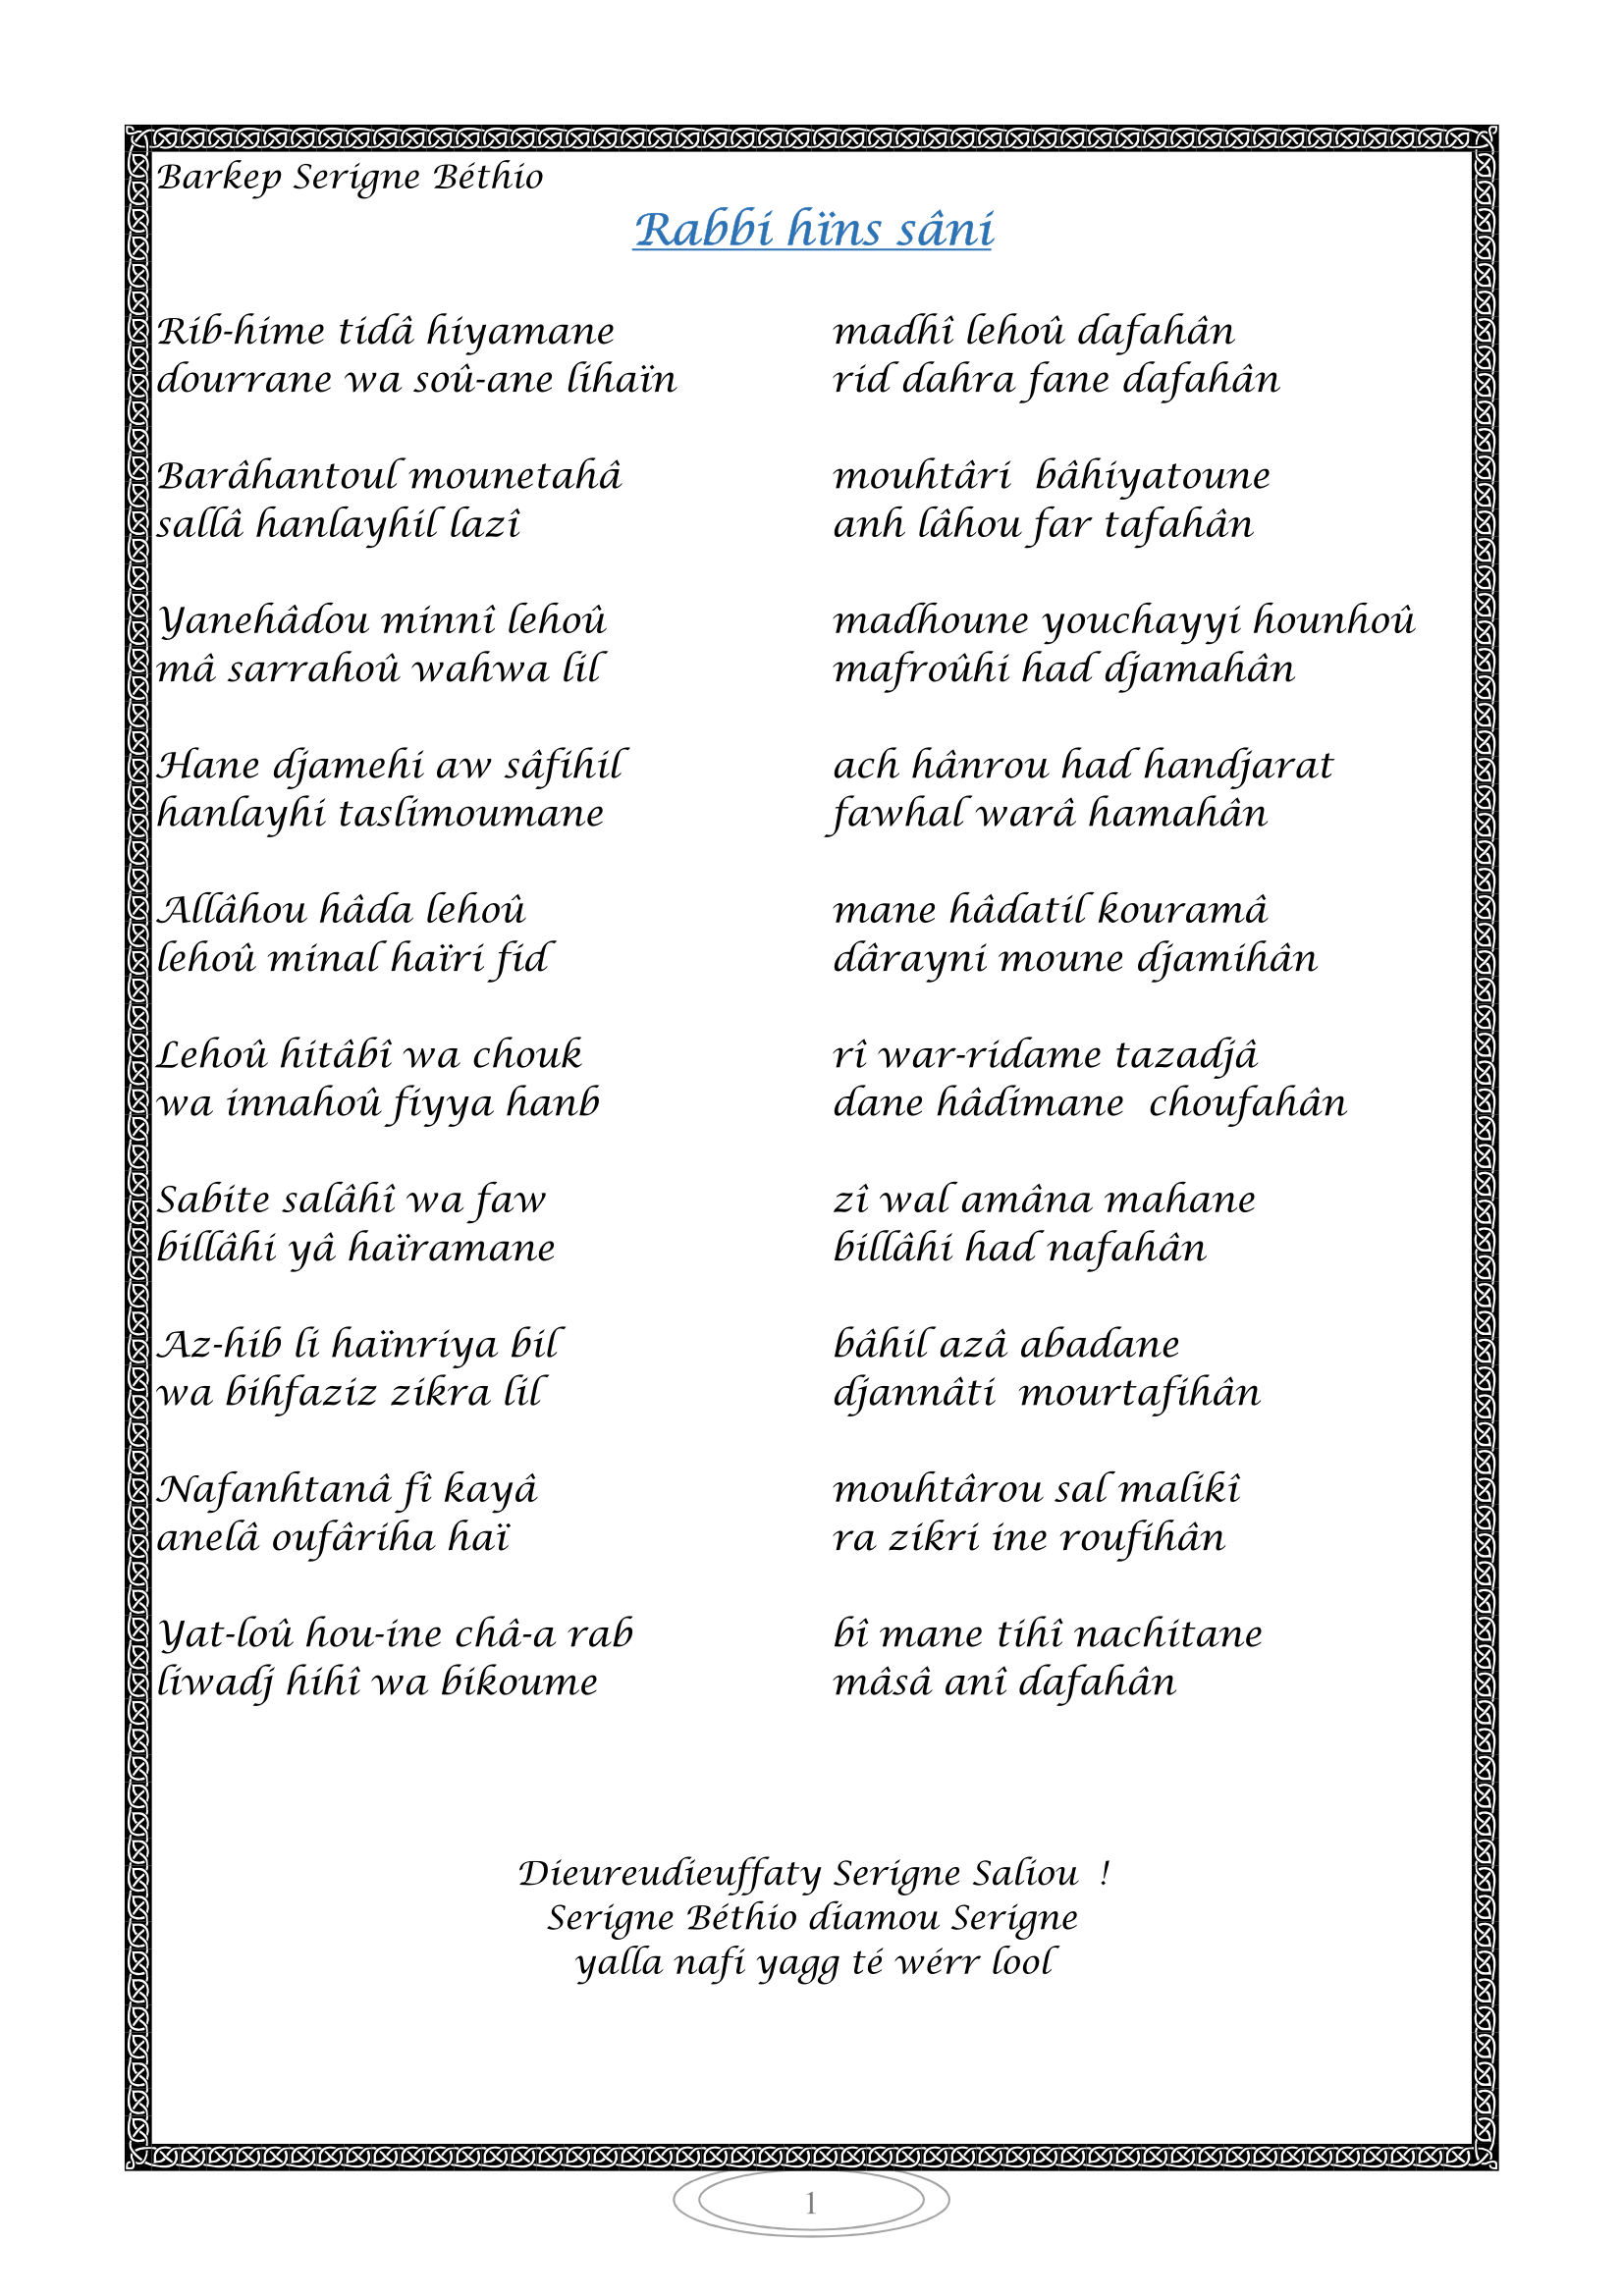 Barkep Serigne Béthio
Rabbi hïns sâni
Rib-hime tidâ hiyamane madhî lehoû dafahân
dourrane wa soû-ane lihaïn rid dahra fane dafahân
Barâhantoul mounetahâ mouhtâri bâhiyatoune
sallâ hanlayhil lazî anh lâhou far tafahân
Yanehâdou minnî lehoû madhoune youchayyi hounhoû
mâ sarrahoû wahwa lil mafroûhi had djamahân
Hane djamehi aw sâfihil ach hânrou had handjarat
hanlayhi taslimoumane fawhal warâ hamahân
Allâhou hâda lehoû mane hâdatil kouramâ
lehoû minal haïri fid dârayni moune djamihân
Lehoû hitâbî wa chouk rî war-ridame tazadjâ
wa innahoû fiyya hanb dane hâdimane choufahân
Sabite salâhî wa faw zî wal amâna mahane
billâhi yâ haïramane billâhi had nafahân
Az-hib li haïnriya bil bâhil azâ abadane
wa bihfaziz zikra lil djannâti mourtafihân
Nafanhtanâ fî kayâ mouhtârou sal malikî
anelâ oufâriha haï ra zikri ine roufihân
Yat-loû hou-ine châ-a rab bî mane tihî nachitane
liwadj hihî wa bikoume mâsâ anî dafahân
Dieureudieuffaty Serigne Saliou !
Serigne Béthio diamou Serigne
yalla nafi yagg té wérr lool
1